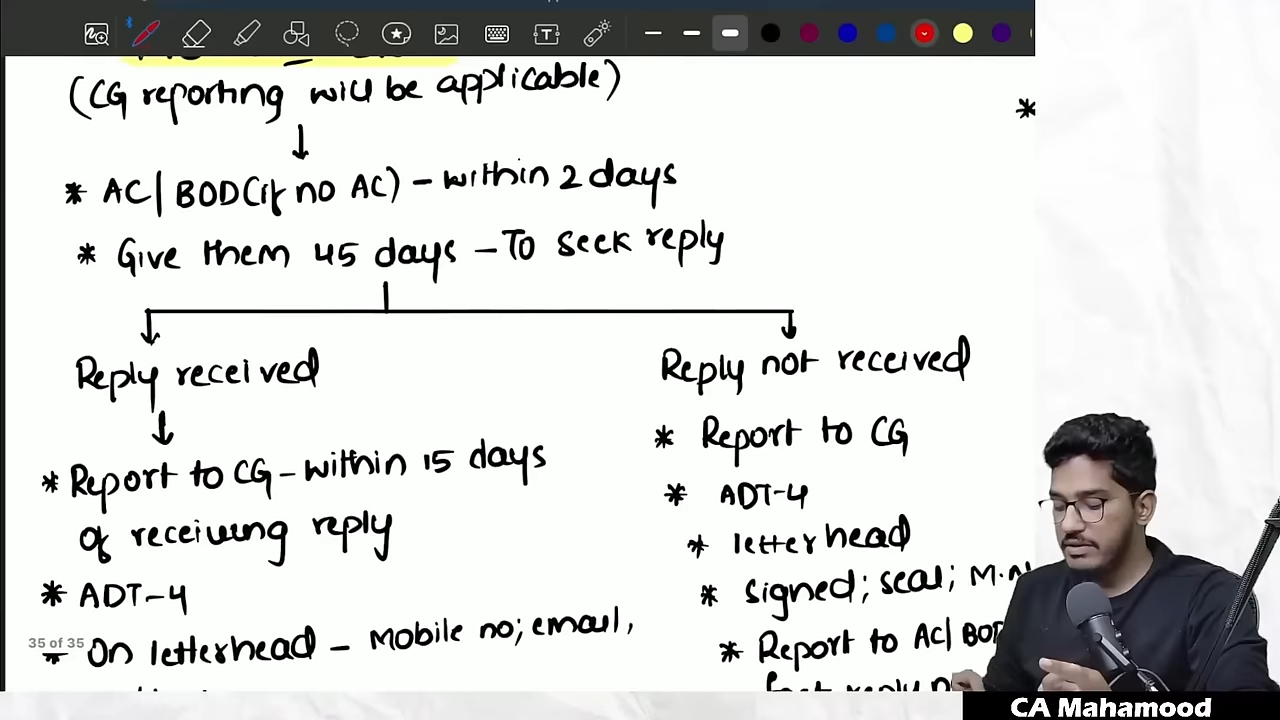 (CG reporting will be applicable)
*
* AC/BOD(if no AC) - within 2 days
* Give them 45 days - To seek reply
Reply received
Reply not received
* Report to CG - within 15 days
of receiving reply
* ADT-4
* On letterhead - Mobile no; email,
* Report to CG
* ADT-4
* letterhead
* signed; seal; M.N
* Report to AC/BOD
reply
35 of 35
CA Mahamood